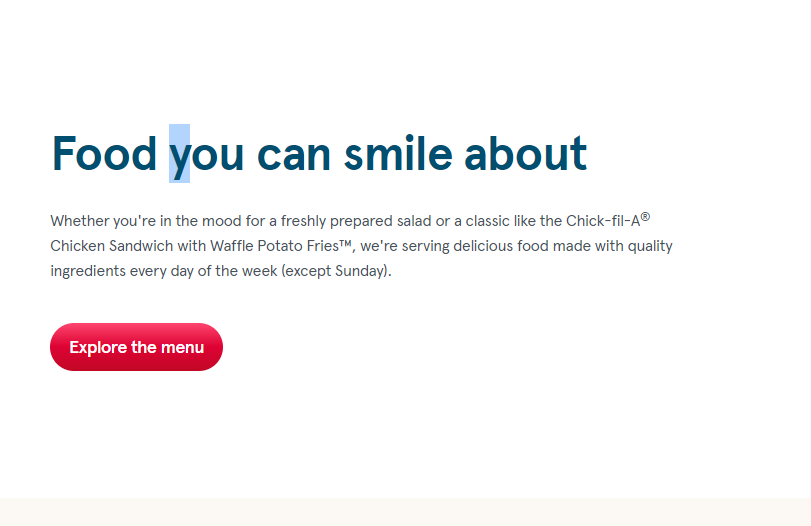 Food you can smile about
Whether you're in the mood for a freshly prepared salad or a classic like the Chick-fil-A®
Chicken Sandwich with Waffle Potato Fries™, we're serving delicious food made with quality
ingredients every day of the week (except Sunday).
Explore the menu